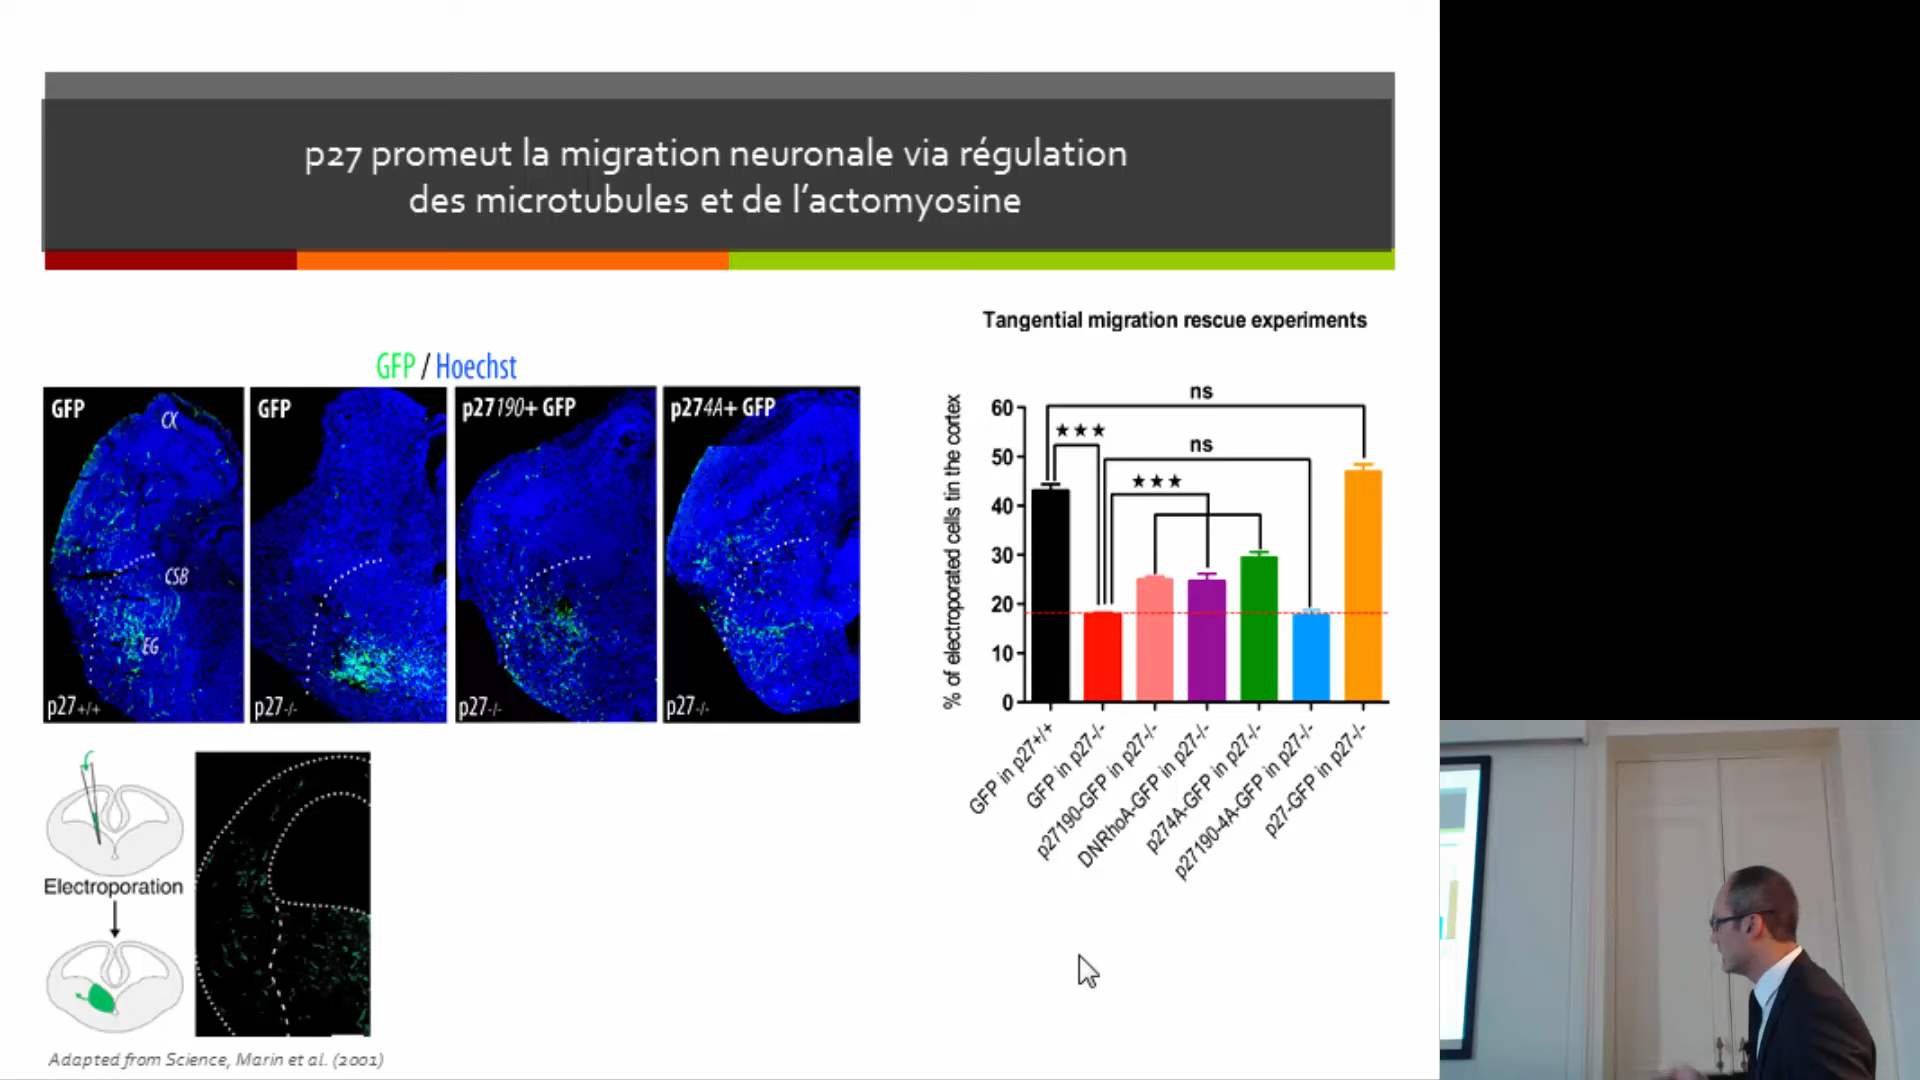 p27 promeut la migration neuronale via régulation
des microtubules et de l'actomyosine
GFP / Hoechst
GFP
CX
CSB
EG
p27+/+
GFP
p27-/-
p27190+ GFP
p27-/-
p274A+ GFP
p27-/-
Electroporation
Adapted from Science, Marin et al. (2001)
Tangential migration rescue experiments
% of electroporated cells tin the cortex
60
50
40
30
20
10
0
ns
★★★
ns
★★★
GFP in p27+/+
GFP in p27-/-
p27190-GFP in p27-/-
DNRhoA-GFP in p27-/-
p274A-GFP in p27-/-
p27190-4A-GFP in p27-/-
p27-GFP in p27-/-